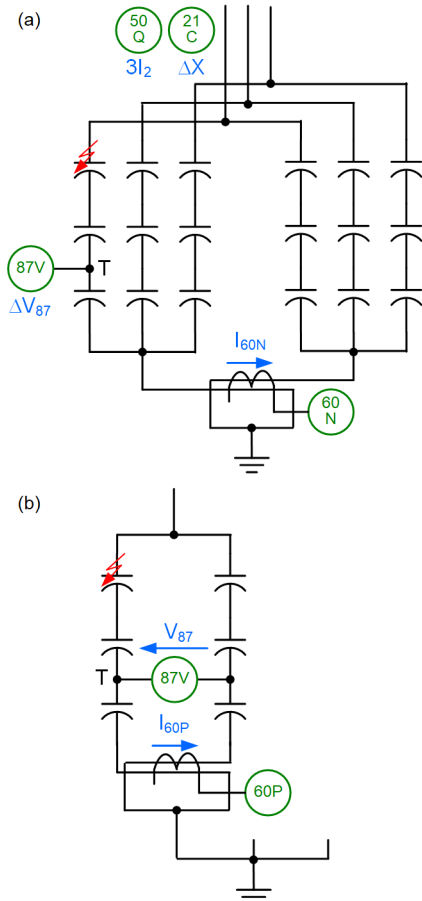 (a)
50
Q
21
C
3I₂
ΔX
87V
T
ΔV₈₇
I₆₀N
60
N
(b)
V₈₇
T
87V
I₆₀P
60P